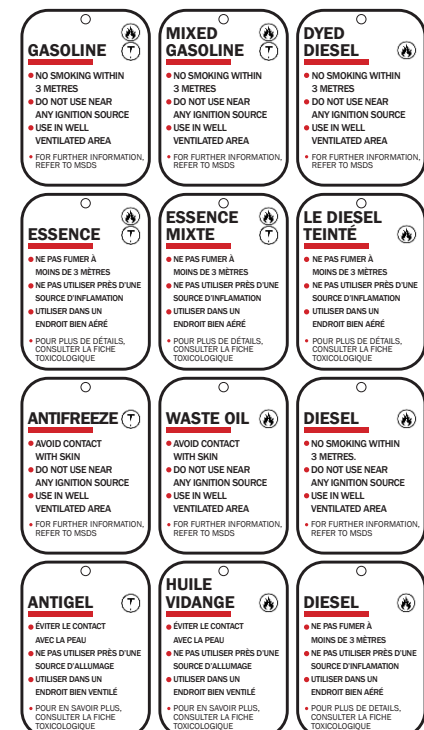 GASOLINE
NO SMOKING WITHIN
3 METRES
DO NOT USE NEAR
ANY IGNITION SOURCE
USE IN WELL
VENTILATED AREA
FOR FURTHER INFORMATION,
REFER TO MSDS
MIXED
GASOLINE
NO SMOKING WITHIN
3 METRES
DO NOT USE NEAR
ANY IGNITION SOURCE
USE IN WELL
VENTILATED AREA
FOR FURTHER INFORMATION,
REFER TO MSDS
DYED
DIESEL
NO SMOKING WITHIN
3 METRES
DO NOT USE NEAR
ANY IGNITION SOURCE
USE IN WELL
VENTILATED AREA
FOR FURTHER INFORMATION,
REFER TO MSDS
ESSENCE
NE PAS FUMER À
MOINS DE 3 MÈTRES
NE PAS UTILISER PRÈS D'UNE
SOURCE D'INFLAMATION
UTILISER DANS UN
ENDROIT BIEN AÉRÉ
POUR PLUS DE DÉTAILS,
CONSULTER LA FICHE
TOXICOLOGIQUE
ESSENCE
MIXTE
NE PAS FUMER À
MOINS DE 3 MÈTRES
NE PAS UTILISER PRÈS D'UNE
SOURCE D'INFLAMATION
UTILISER DANS UN
ENDROIT BIEN AÉRÉ
POUR PLUS DE DÉTAILS,
CONSULTER LA FICHE
TOXICOLOGIQUE
LE DIESEL
TEINTÉ
NE PAS FUMER À
MOINS DE 3 MÈTRES
NE PAS UTILISER PRÈS D'UNE
SOURCE D'INFLAMATION
UTILISER DANS UN
ENDROIT BIEN AÉRÉ
POUR PLUS DE DÉTAILS,
CONSULTER LA FICHE
TOXICOLOGIQUE
ANTIFREEZE
AVOID CONTACT
WITH SKIN
DO NOT USE NEAR
ANY IGNITION SOURCE
USE IN WELL
VENTILATED AREA
FOR FURTHER INFORMATION,
REFER TO MSDS
WASTE OIL
AVOID CONTACT
WITH SKIN
DO NOT USE NEAR
ANY IGNITION SOURCE
USE IN WELL
VENTILATED AREA
FOR FURTHER INFORMATION,
REFER TO MSDS
DIESEL
NO SMOKING WITHIN
3 METRES.
DO NOT USE NEAR
ANY IGNITION SOURCE
USE IN WELL
VENTILATED AREA
FOR FURTHER INFORMATION,
REFER TO MSDS
ANTIGEL
ÉVITER LE CONTACT
AVEC LA PEAU
NE PAS UTILISER PRÈS D'UNE
SOURCE D'ALLUMAGE
UTILISER DANS UN
ENDROIT BIEN VENTILÉ
POUR EN SAVOIR PLUS,
CONSULTER LA FICHE
TOXICOLOGIQUE
HUILE
VIDANGE
ÉVITER LE CONTACT
AVEC LA PEAU
NE PAS UTILISER PRÈS D'UNE
SOURCE D'ALLUMAGE
UTILISER DANS UN
ENDROIT BIEN VENTILÉ
POUR EN SAVOIR PLUS,
CONSULTER LA FICHE
TOXICOLOGIQUE
DIESEL
NE PAS FUMER À
MOINS DE 3 MÈTRES
NE PAS UTILISER PRÈS D'UNE
SOURCE D'INFLAMATION
UTILISER DANS UN
ENDROIT BIEN AÉRÉ
POUR PLUS DE DETAILS,
CONSULTER LA FICHE
TOXICOLOGIQUE